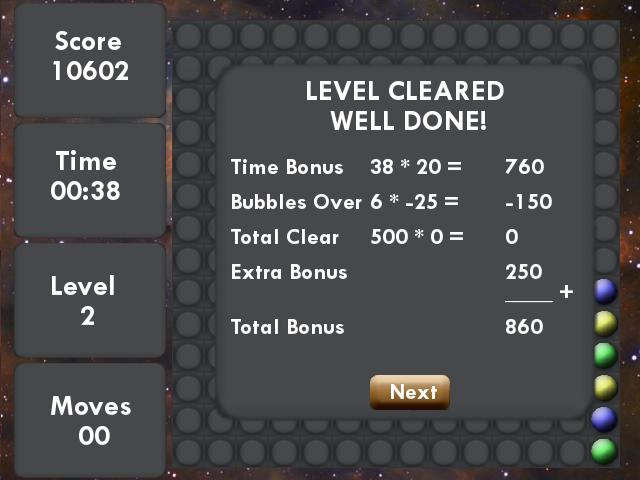 Score
10602
Time
00:38
Level
2
Moves
00
LEVEL CLEARED
WELL DONE!
Time Bonus 38 * 20 = 760
Bubbles Over 6 * -25 = -150
Total Clear 500 * 0 = 0
Extra Bonus 250
_____ +
Total Bonus 860
Next